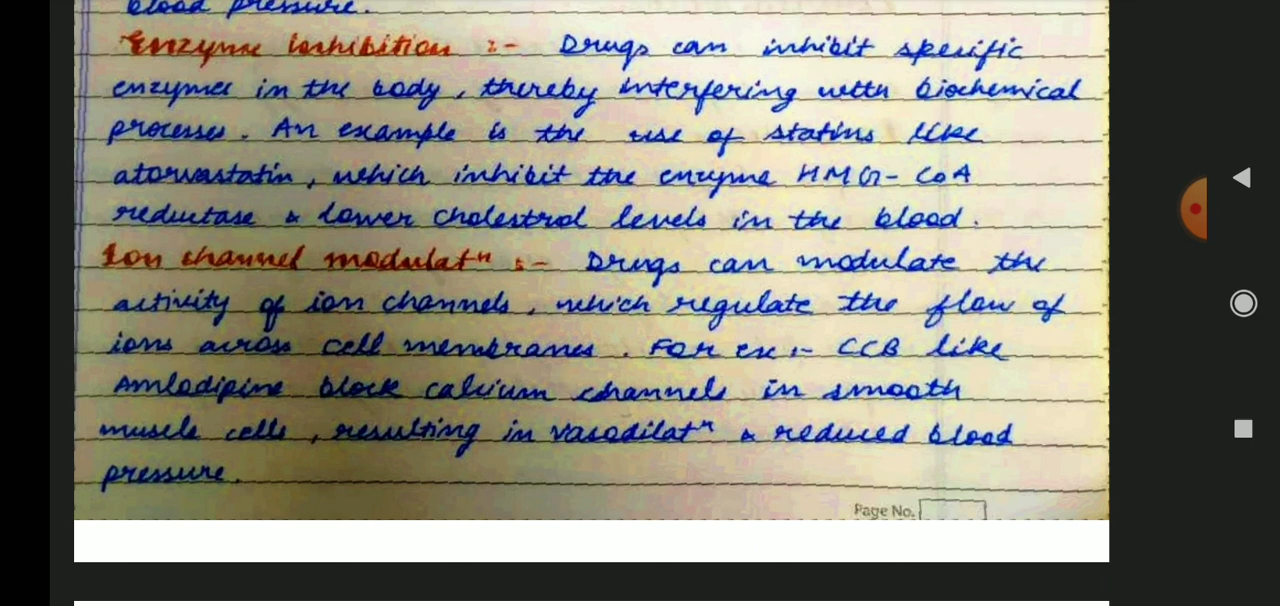 blood pressure.
Enzyme inhibition :- Drugs can inhibit specific
enzymes in the body, thereby interfering with biochemical
processes. An example is the use of statins like
atorvastatin, which inhibit the enzyme HMG-CoA
reductase & lower cholestrol levels in the blood.
Ion channel modulatⁿ :- Drugs can modulate the
activity of ion channels, which regulate the flow of
ions across cell membranes. For ex :- CCB like
Amlodipine block calcium channels in smooth
muscle cells, resulting in vasodilatⁿ & reduced blood
pressure.
Page No.